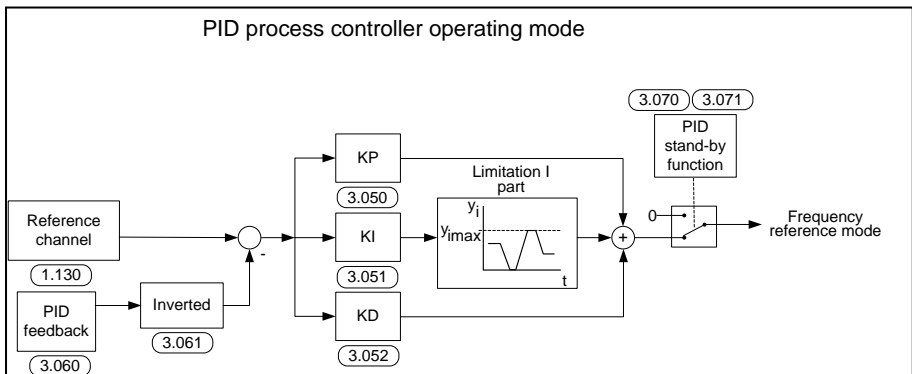 PID process controller operating mode
3.070 3.071
PID
stand-by
function
KP
3.050
Limitation I
part
yi
yimax
t
Reference
channel
1.130
-
KI
3.051
+
0
Frequency
reference mode
PID
feedback
3.060
Inverted
3.061
KD
3.052